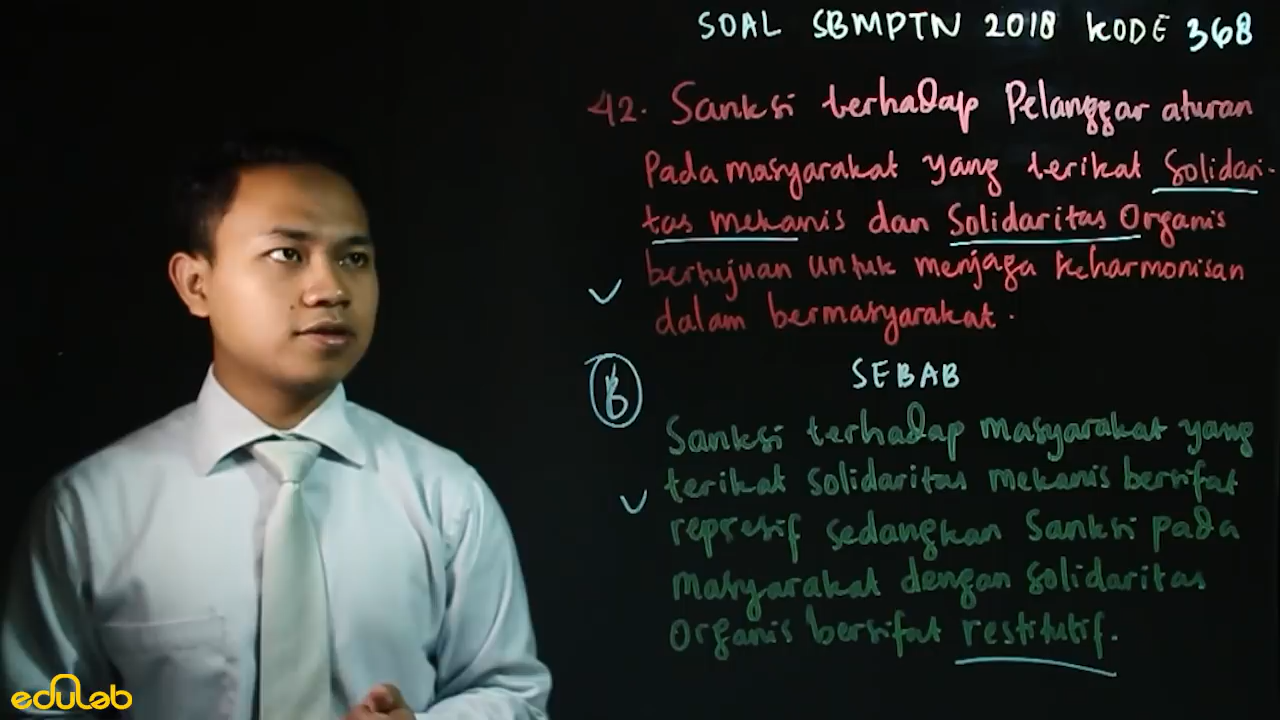 SOAL SBMPTN 2018 KODE 368
42. Sanksi terhadap Pelanggar aturan
Pada masyarakat yang terikat Solidari-
tas mekanis dan Solidaritas Organis
bertujuan untuk menjaga keharmonisan
dalam bermasyarakat.
B
SEBAB
Sanksi terhadap masyarakat yang
terikat solidaritas mekanis bersifat
represif sedangkan Sanksi pada
masyarakat dengan solidaritas
Organis bersifat restitutif.
edulab